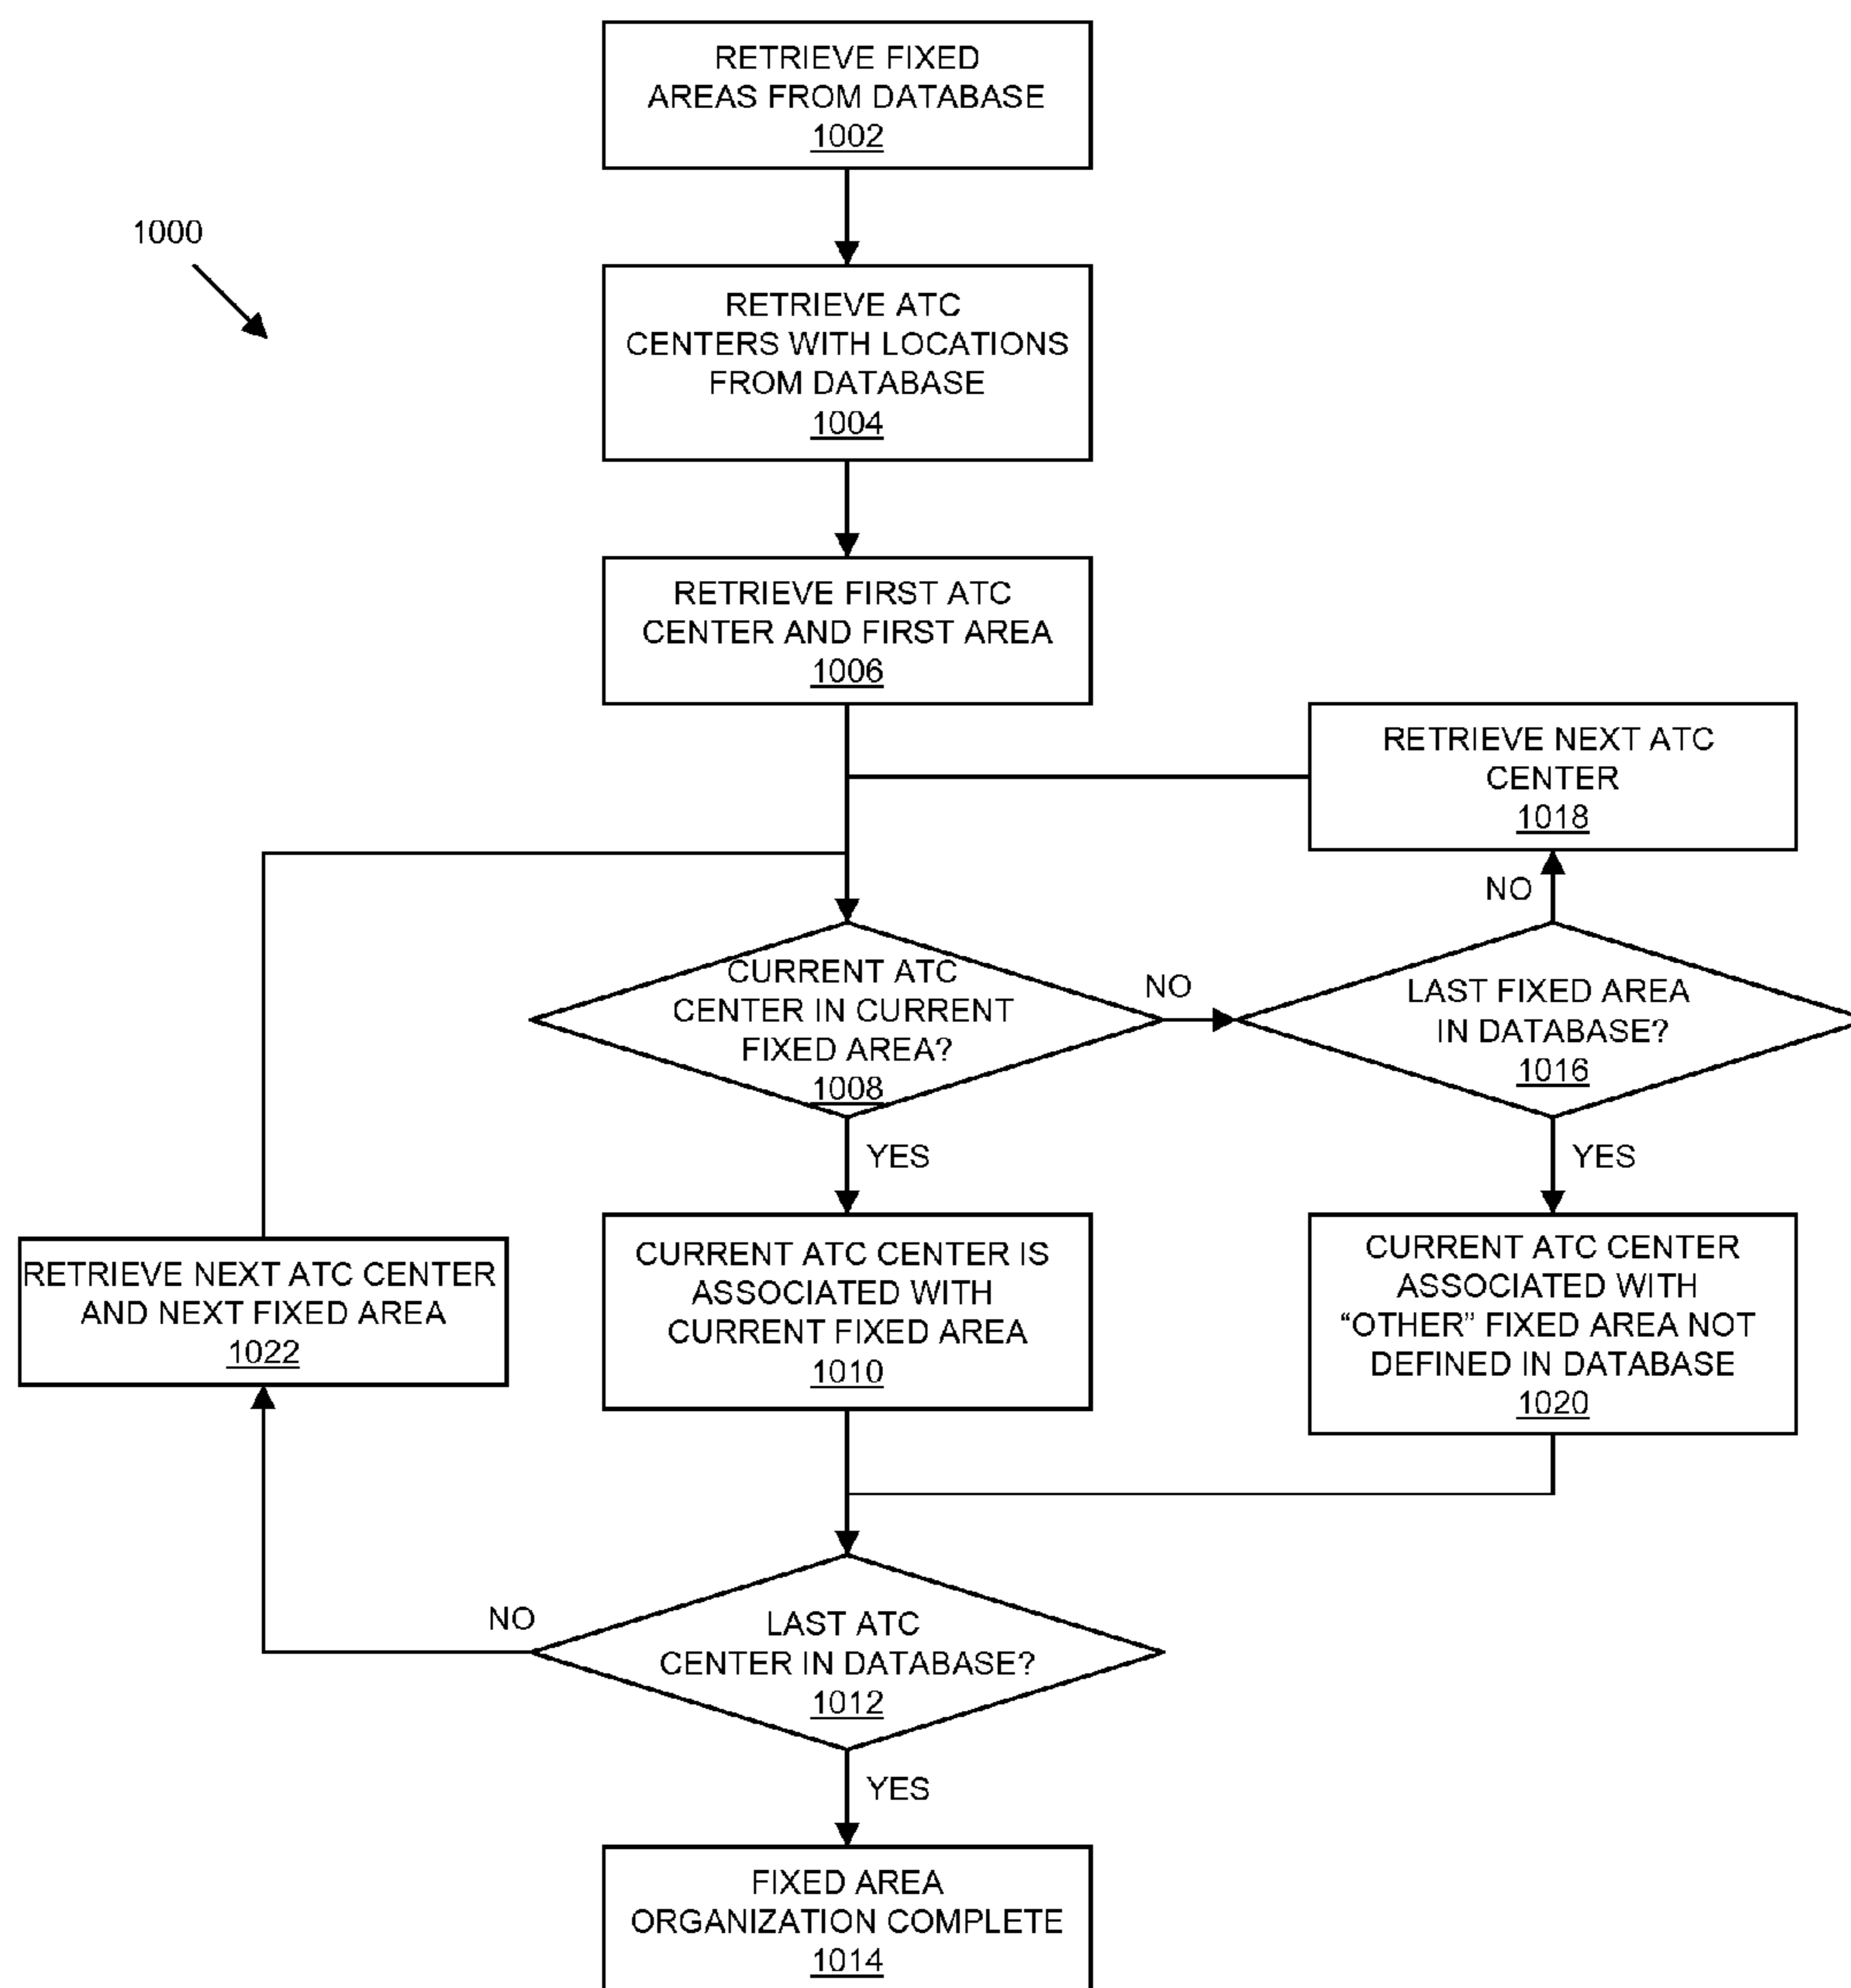 RETRIEVE FIXED
AREAS FROM DATABASE
1002
1000
RETRIEVE ATC
CENTERS WITH LOCATIONS
FROM DATABASE
1004
RETRIEVE FIRST ATC
CENTER AND FIRST AREA
1006
RETRIEVE NEXT ATC
CENTER
1018
NO
CURRENT ATC
CENTER IN CURRENT
FIXED AREA?
1008
NO
LAST FIXED AREA
IN DATABASE?
1016
YES
YES
RETRIEVE NEXT ATC CENTER
AND NEXT FIXED AREA
1022
CURRENT ATC CENTER IS
ASSOCIATED WITH
CURRENT FIXED AREA
1010
CURRENT ATC CENTER
ASSOCIATED WITH
“OTHER” FIXED AREA NOT
DEFINED IN DATABASE
1020
NO
LAST ATC
CENTER IN DATABASE?
1012
YES
FIXED AREA
ORGANIZATION COMPLETE
1014